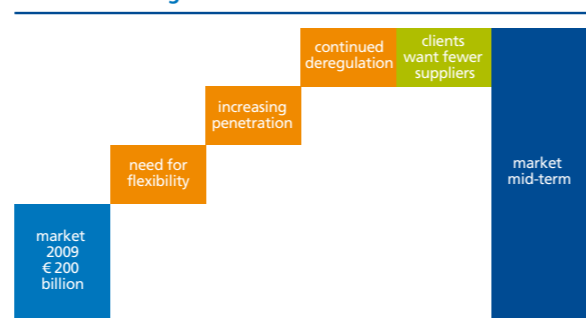 continued
deregulation
clients
want fewer
suppliers
increasing
penetration
need for
flexibility
market
mid-term
market
2009
€ 200
billion